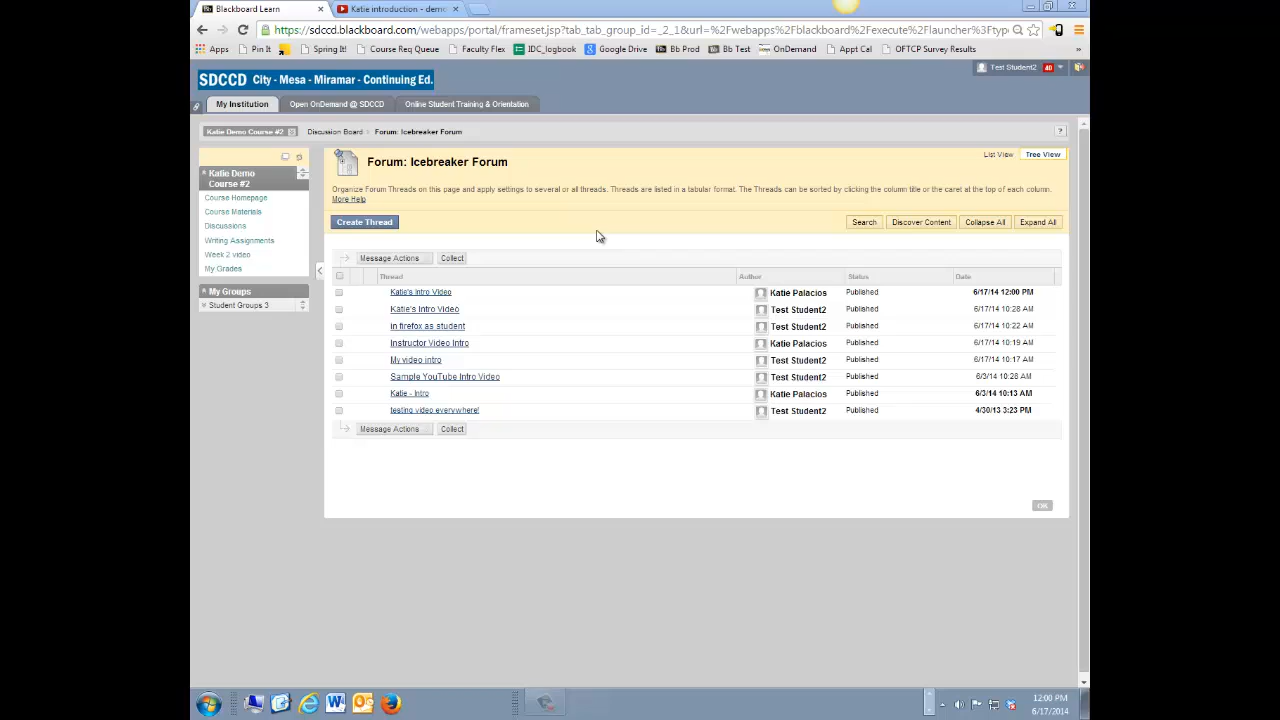 Blackboard Learn
Katie introduction - demo
https://sdccd.blackboard.com/webapps/portal/frameset.jsp?tab_tab_group_id=_2_1&url=%2Fwebapps%2Fblackboard%2Fexecute%2Flauncher%3Ftype
Apps Pin It Spring It! Course Req Queue Faculty Flex IDC_logbook Google Drive Bb Prod Bb Test OnDemand Appt Cal OFTCP Survey Results »
SDCCD City - Mesa - Miramar - Continuing Ed.
Test Student2 40
My Institution Open OnDemand @ SDCCD Online Student Training & Orientation
Katie Demo Course #2 Discussion Board Forum: Icebreaker Forum ?
Katie Demo
Course #2
Course Homepage
Course Materials
Discussions
Writing Assignments
Week 2 video
My Grades
My Groups
Student Groups 3
Forum: Icebreaker Forum
List View Tree View
Organize Forum Threads on this page and apply settings to several or all threads. Threads are listed in a tabular format. The Threads can be sorted by clicking the column title or the caret at the top of each column.
More Help
Create Thread Search Discover Content Collapse All Expand All
Message Actions Collect
Thread Author Status Date
Katie's Intro Video Katie Palacios Published 6/17/14 12:00 PM
Katie's Intro Video Test Student2 Published 6/17/14 10:28 AM
in firefox as student Test Student2 Published 6/17/14 10:22 AM
Instructor Video Intro Katie Palacios Published 6/17/14 10:19 AM
My video intro Test Student2 Published 6/17/14 10:17 AM
Sample YouTube Intro Video Test Student2 Published 6/3/14 10:28 AM
Katie - Intro Katie Palacios Published 6/3/14 10:13 AM
testing video everywhere! Test Student2 Published 4/30/13 3:23 PM
Message Actions Collect
OK
12:00 PM
6/17/2014